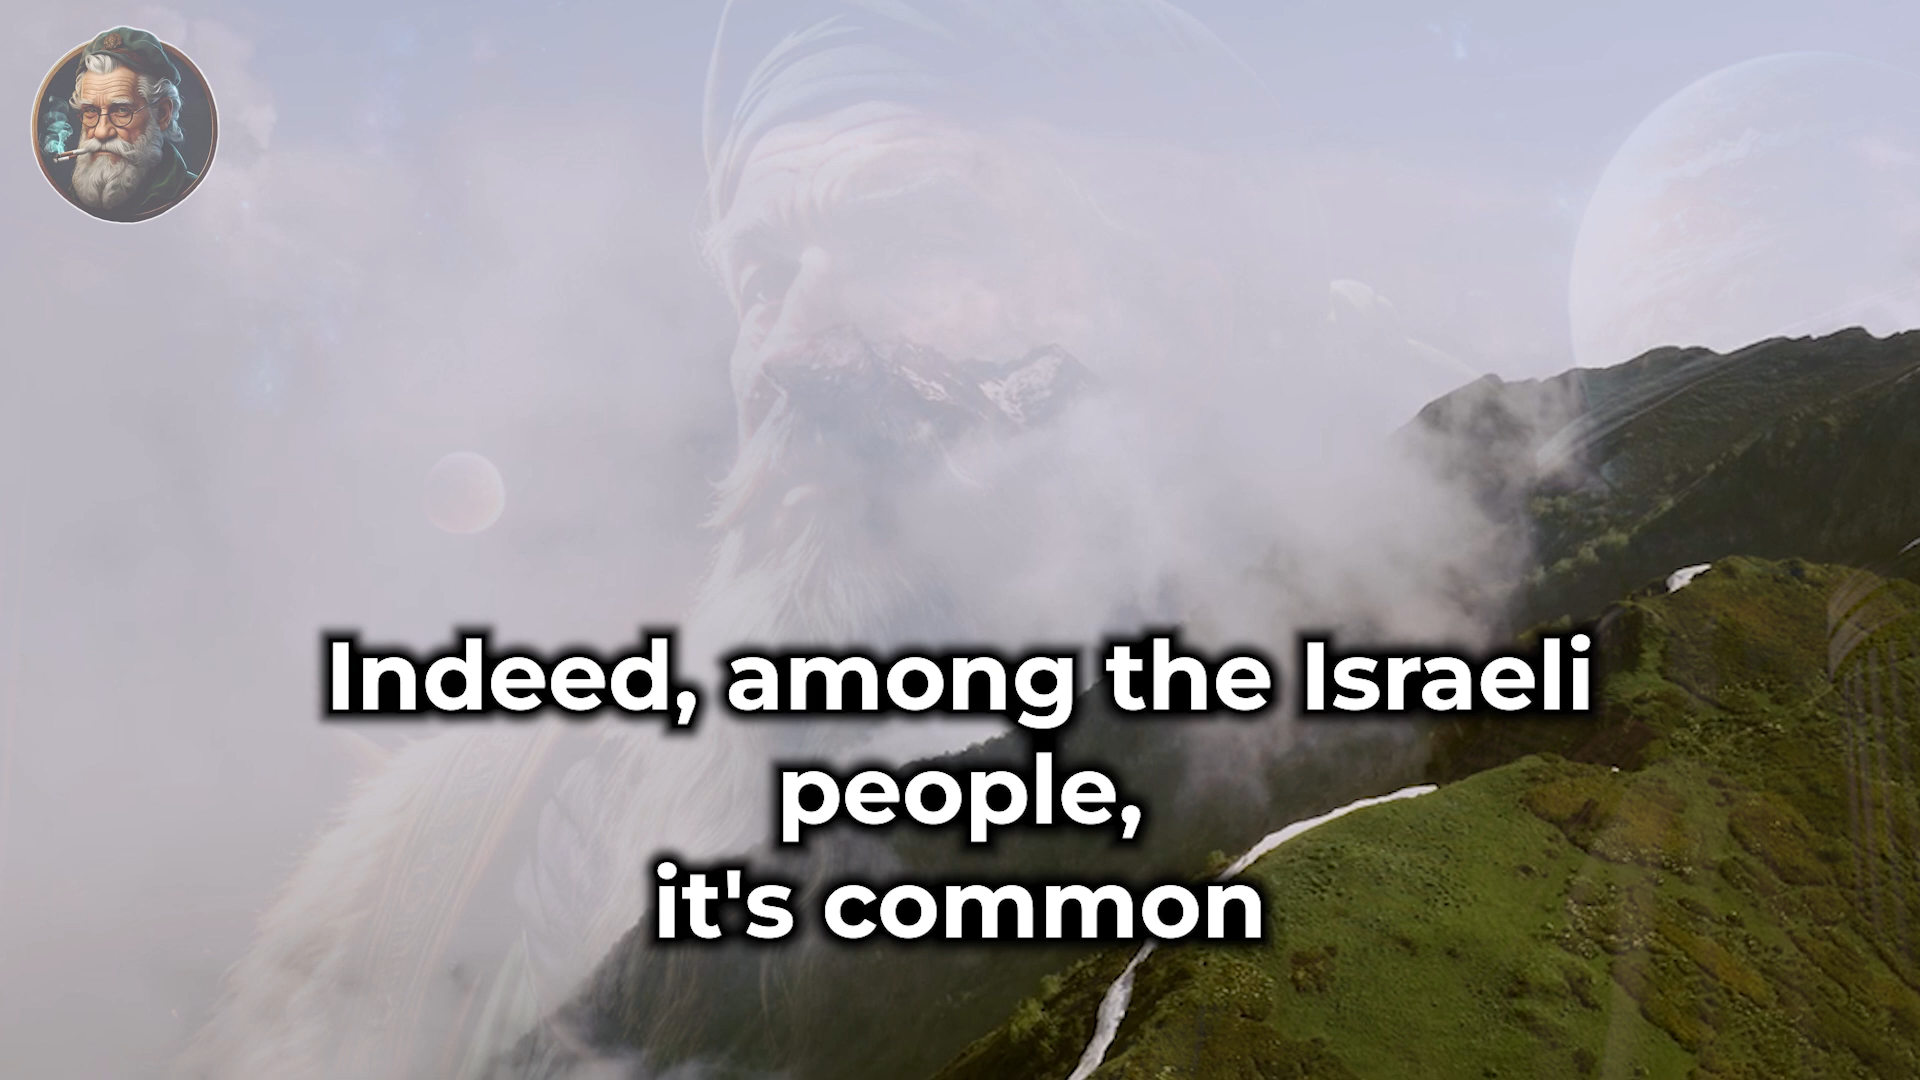 Indeed, among the Israeli
people,
it's common